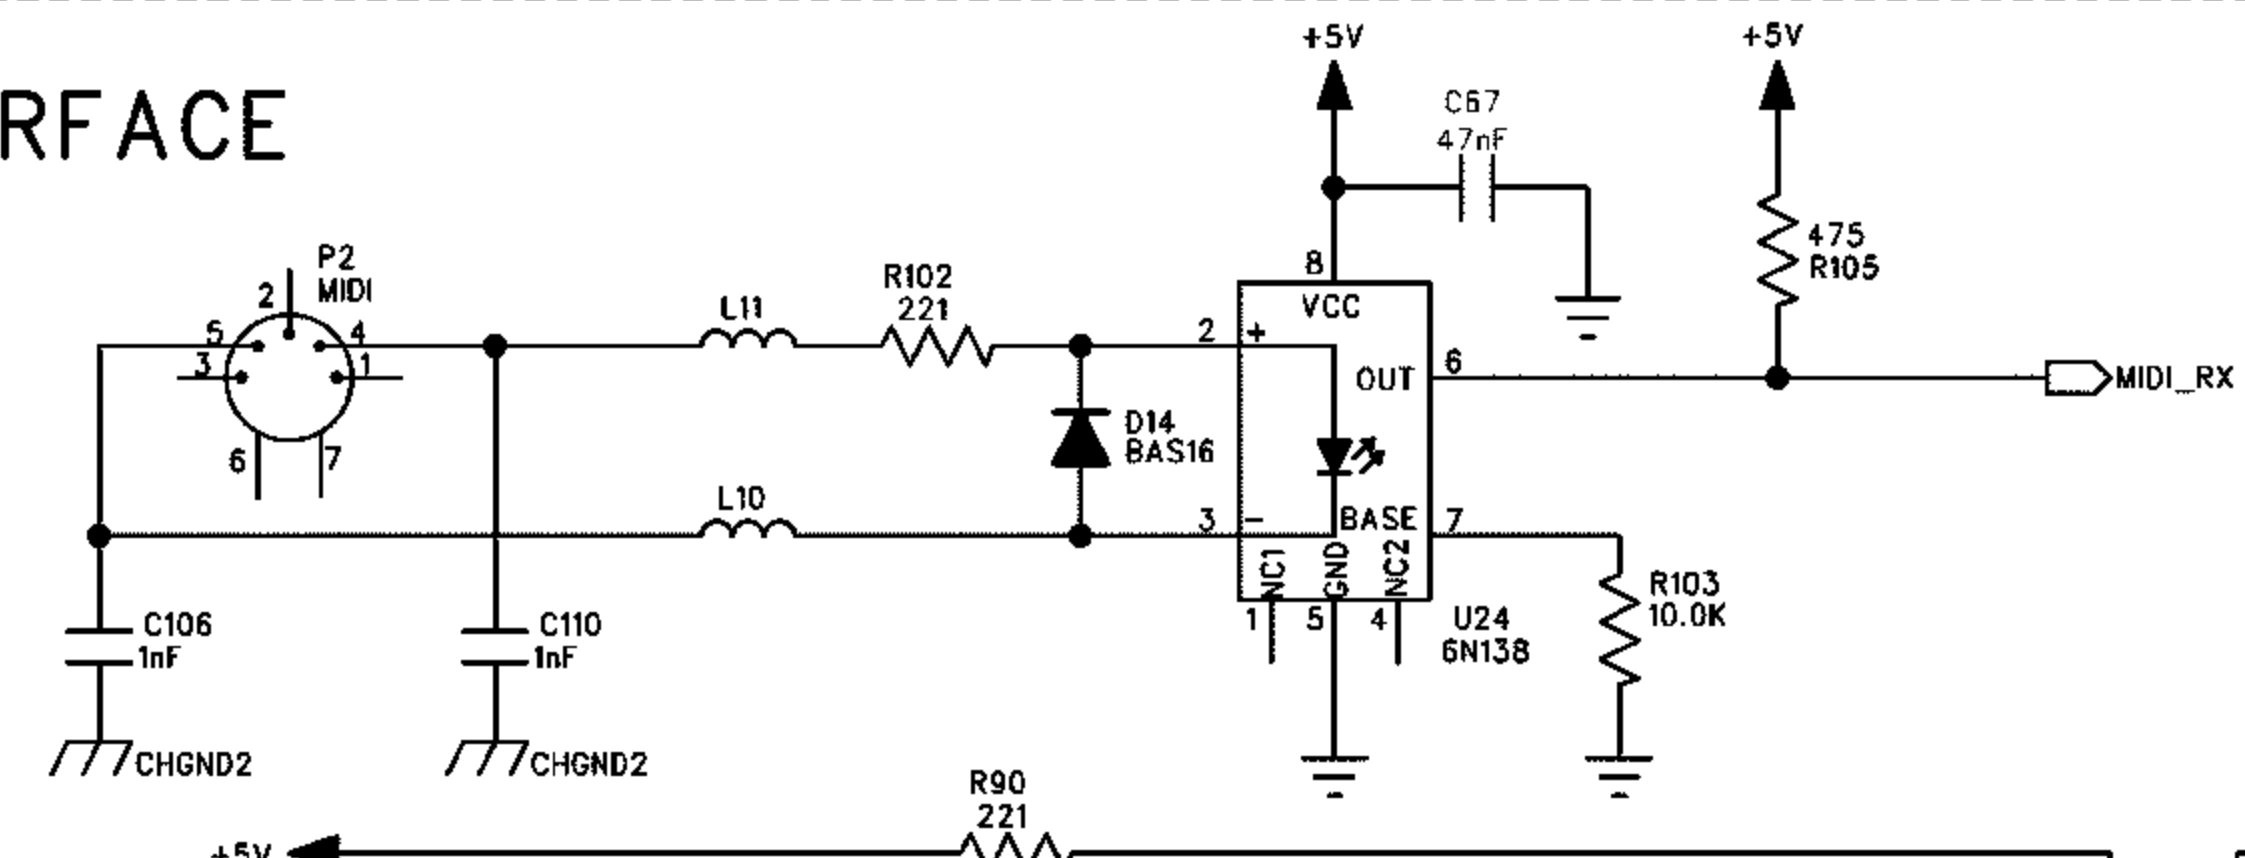 RFACE
+5V
+5V
C67
47nF
475
R105
P2
MIDI
2
5
4
3
1
6
7
L11
R102
221
8
VCC
2
+
OUT
6
MIDI_RX
D14
BAS16
L10
3
-
BASE
7
NC1
GND
NC2
1
5
4
U24
6N138
R103
10.0K
C106
1nF
C110
1nF
CHGND2
CHGND2
R90
221
+5V